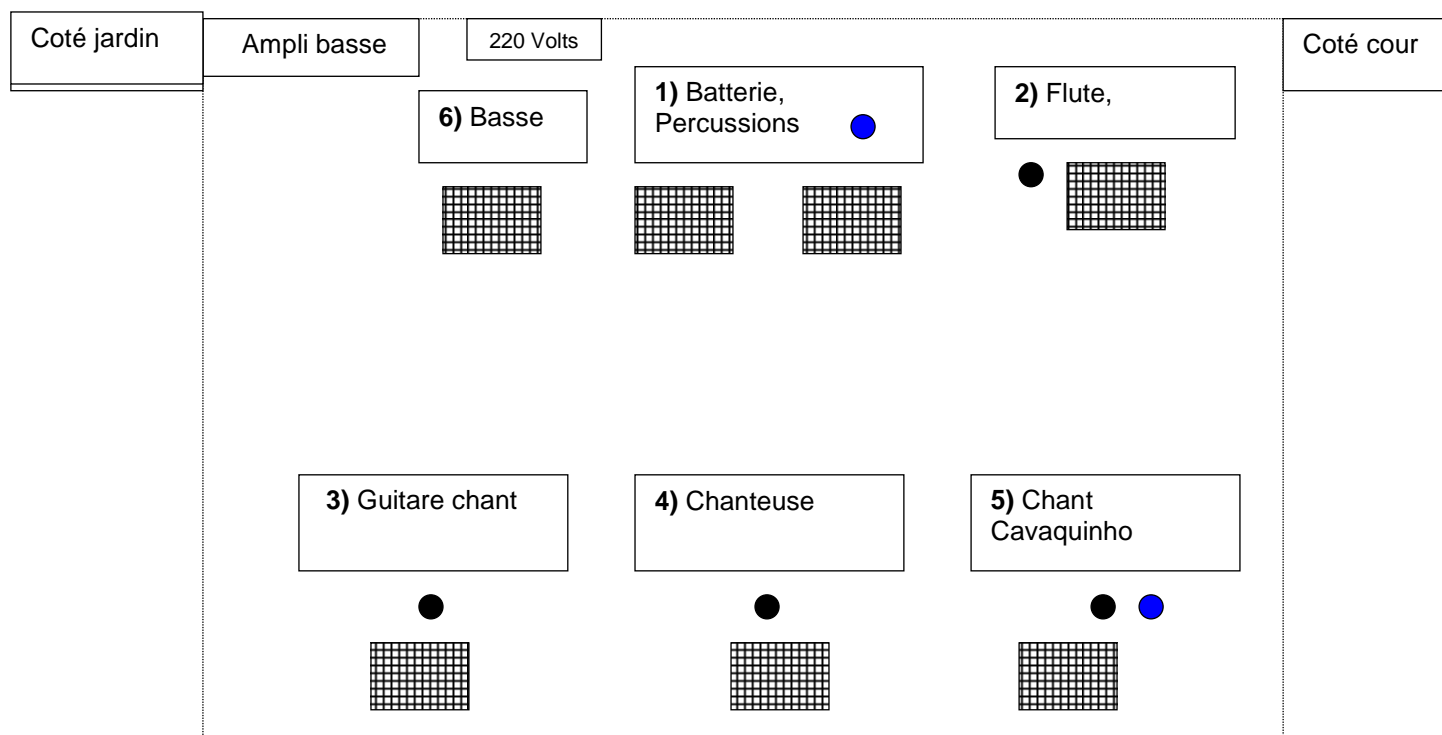 Coté jardin
Ampli basse
220 Volts
Coté cour
6) Basse
1) Batterie,
Percussions
2) Flute,
3) Guitare chant
4) Chanteuse
5) Chant
Cavaquinho